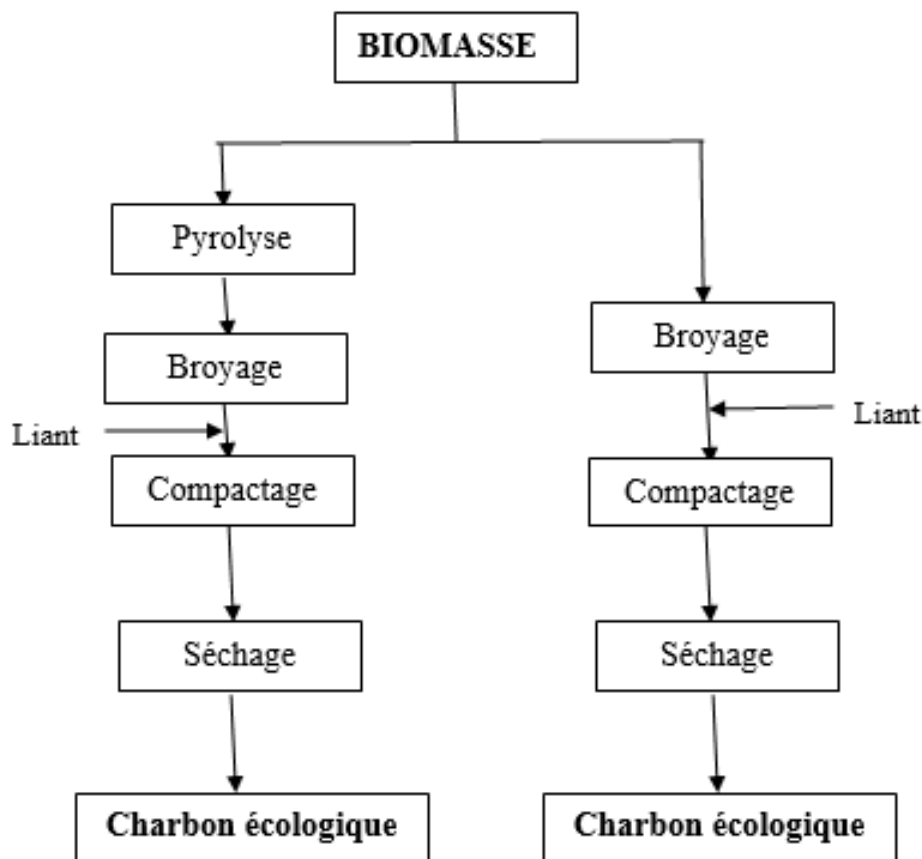 BIOMASSE
Pyrolyse
Broyage
Liant
Compactage
Séchage
Charbon écologique
Broyage
Liant
Compactage
Séchage
Charbon écologique